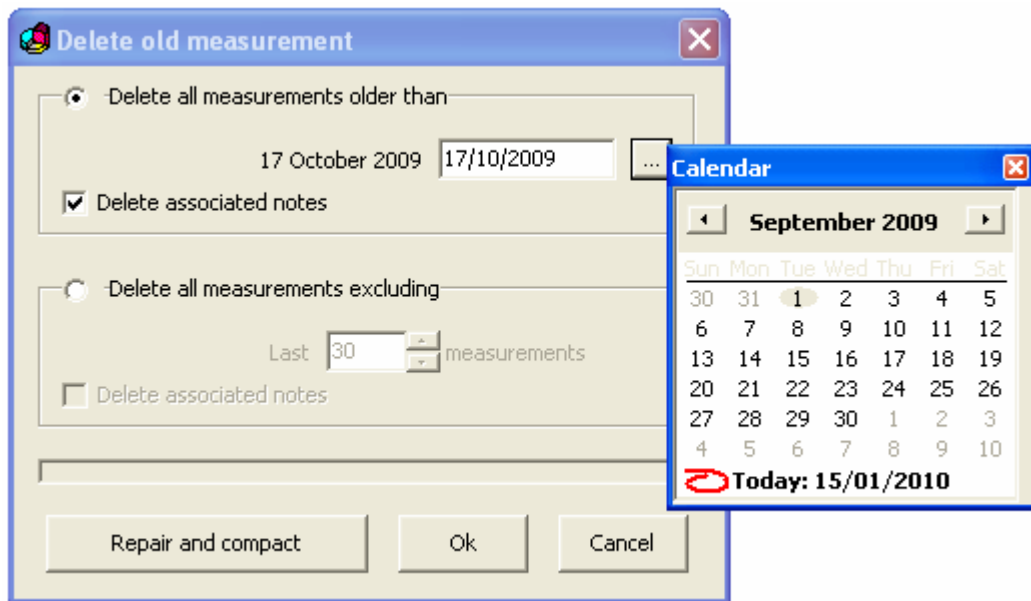 Delete old measurement
Delete all measurements older than
17 October 2009 17/10/2009 ...
Delete associated notes
Delete all measurements excluding
Last 30 measurements
Delete associated notes
Repair and compact Ok Cancel
Calendar
September 2009
Sun Mon Tue Wed Thu Fri Sat
30 31 1 2 3 4 5
6 7 8 9 10 11 12
13 14 15 16 17 18 19
20 21 22 23 24 25 26
27 28 29 30 1 2 3
4 5 6 7 8 9 10
Today: 15/01/2010